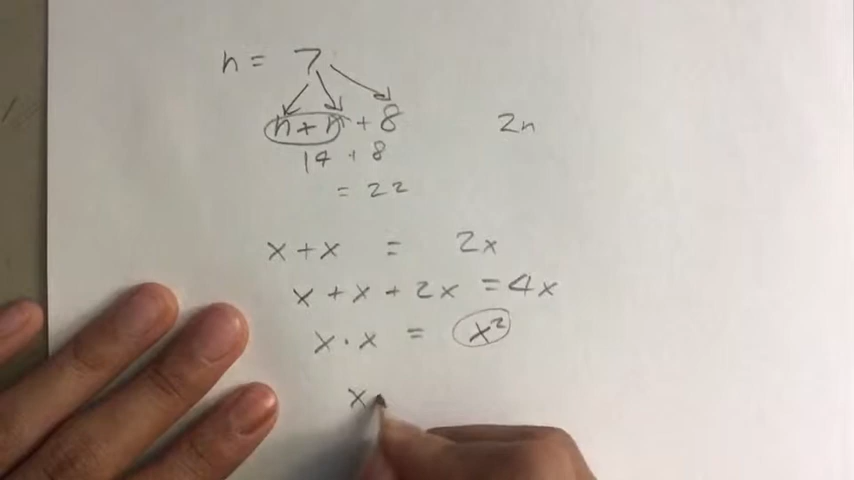 n = 7
n + n + 8 2n
14 + 8
= 22
x + x = 2x
x + x + 2x = 4x
x · x = x²
x